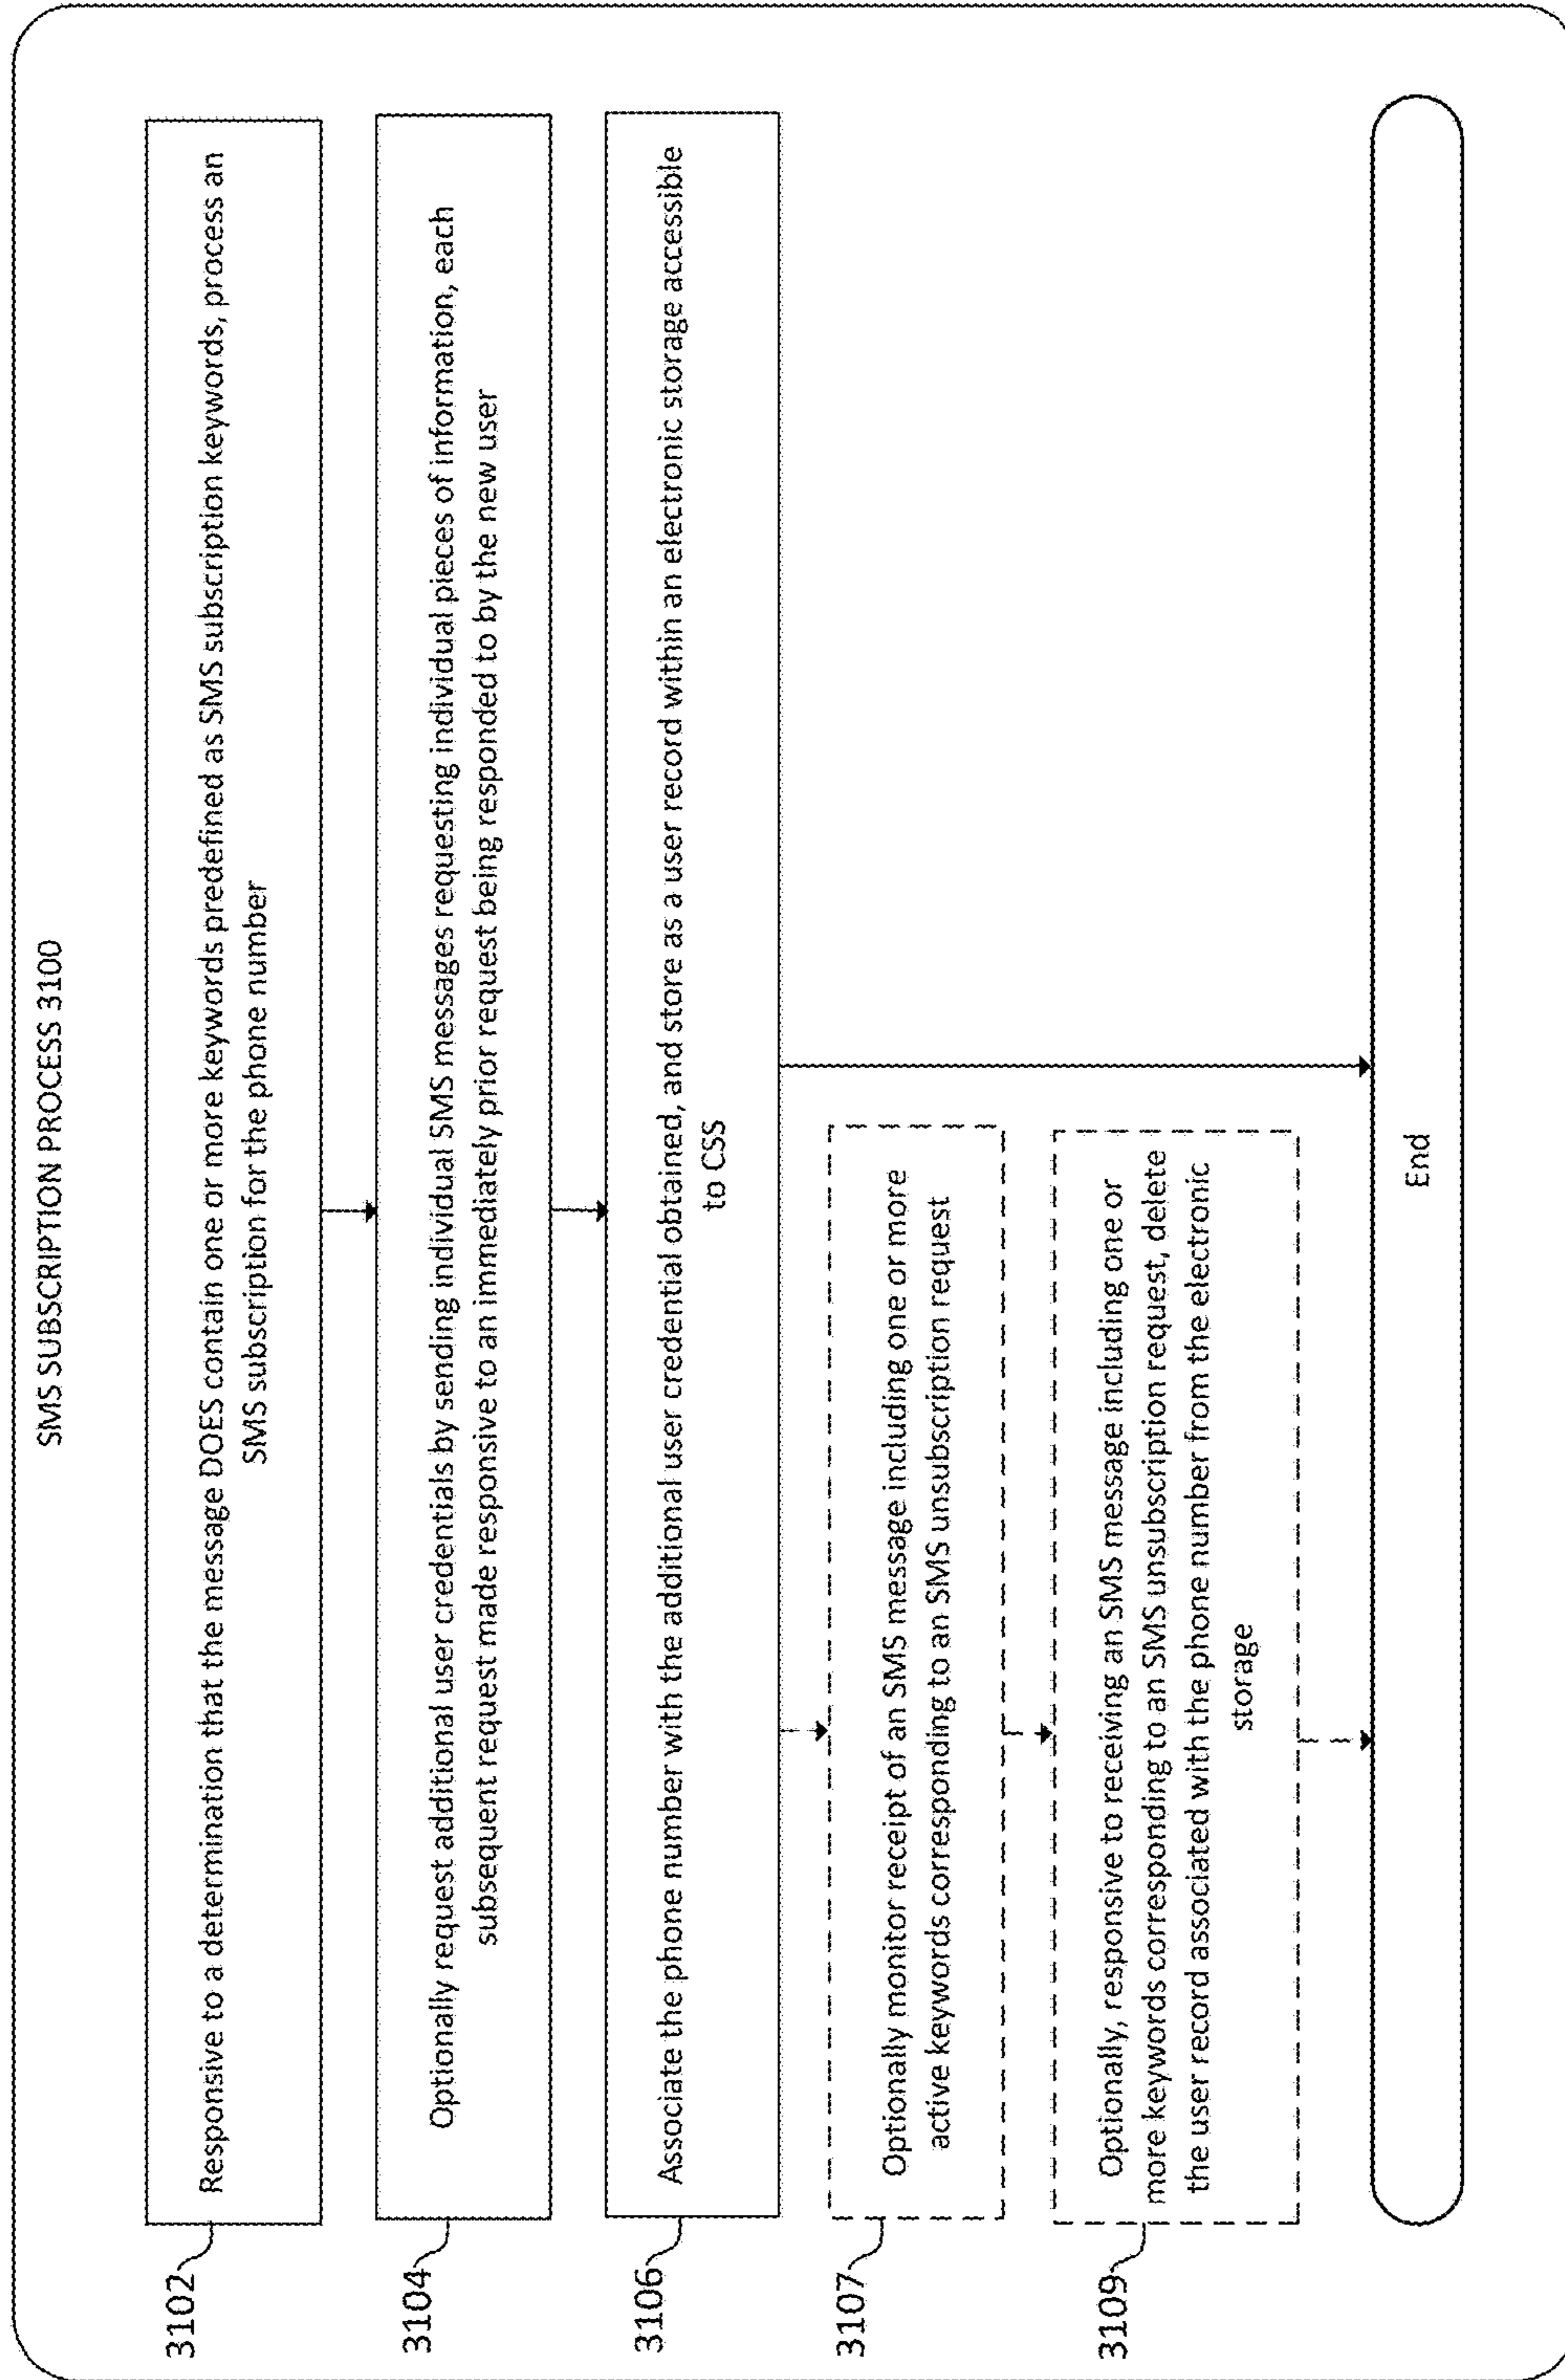 SMS SUBSCRIPTION PROCESS 3100
3102
Responsive to a determination that the message DOES contain one or more keywords predefined as SMS subscription keywords, process an
SMS subscription for the phone number
3104
Optionally request additional user credentials by sending individual SMS messages requesting individual pieces of information, each
subsequent request made responsive to an immediately prior request being responded to by the new user
3106
Associate the phone number with the additional user credential obtained, and store as a user record within an electronic storage accessible
to CSS
3107
Optionally monitor receipt of an SMS message including one or more
active keywords corresponding to an SMS unsubscription request
3109
Optionally, responsive to receiving an SMS message including one or
more keywords corresponding to an SMS unsubscription request, delete
the user record associated with the phone number from the electronic
storage
End